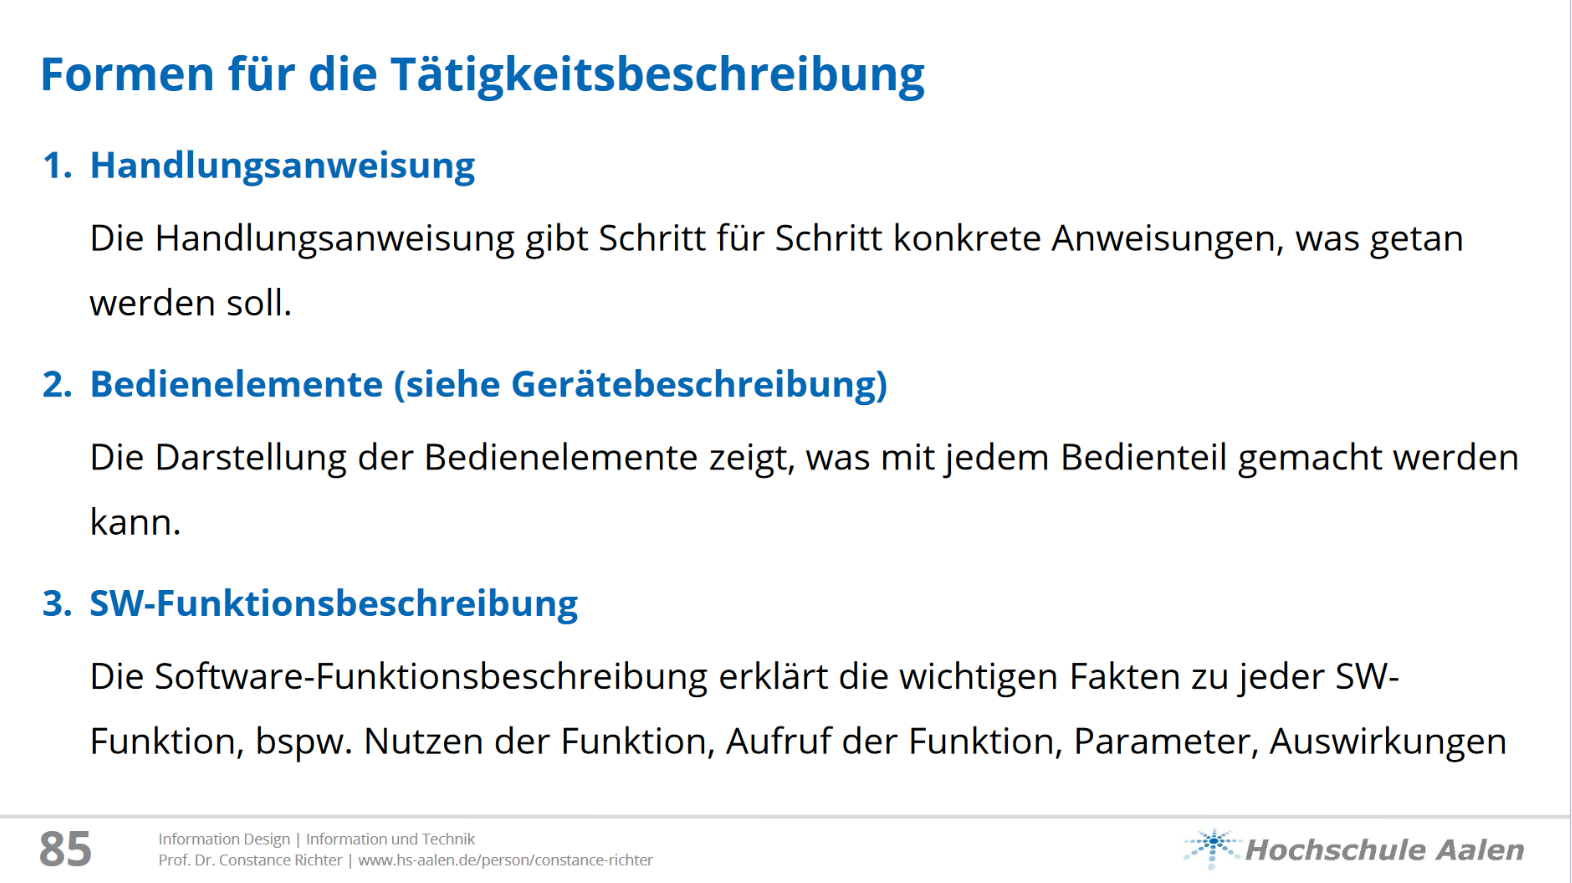 Formen für die Tätigkeitsbeschreibung
1. Handlungsanweisung
Die Handlungsanweisung gibt Schritt für Schritt konkrete Anweisungen, was getan
werden soll.
2. Bedienelemente (siehe Gerätebeschreibung)
Die Darstellung der Bedienelemente zeigt, was mit jedem Bedienteil gemacht werden
kann.
3. SW-Funktionsbeschreibung
Die Software-Funktionsbeschreibung erklärt die wichtigen Fakten zu jeder SW-
Funktion, bspw. Nutzen der Funktion, Aufruf der Funktion, Parameter, Auswirkungen
85
Information Design | Information und Technik
Prof. Dr. Constance Richter | www.hs-aalen.de/person/constance-richter
Hochschule Aalen